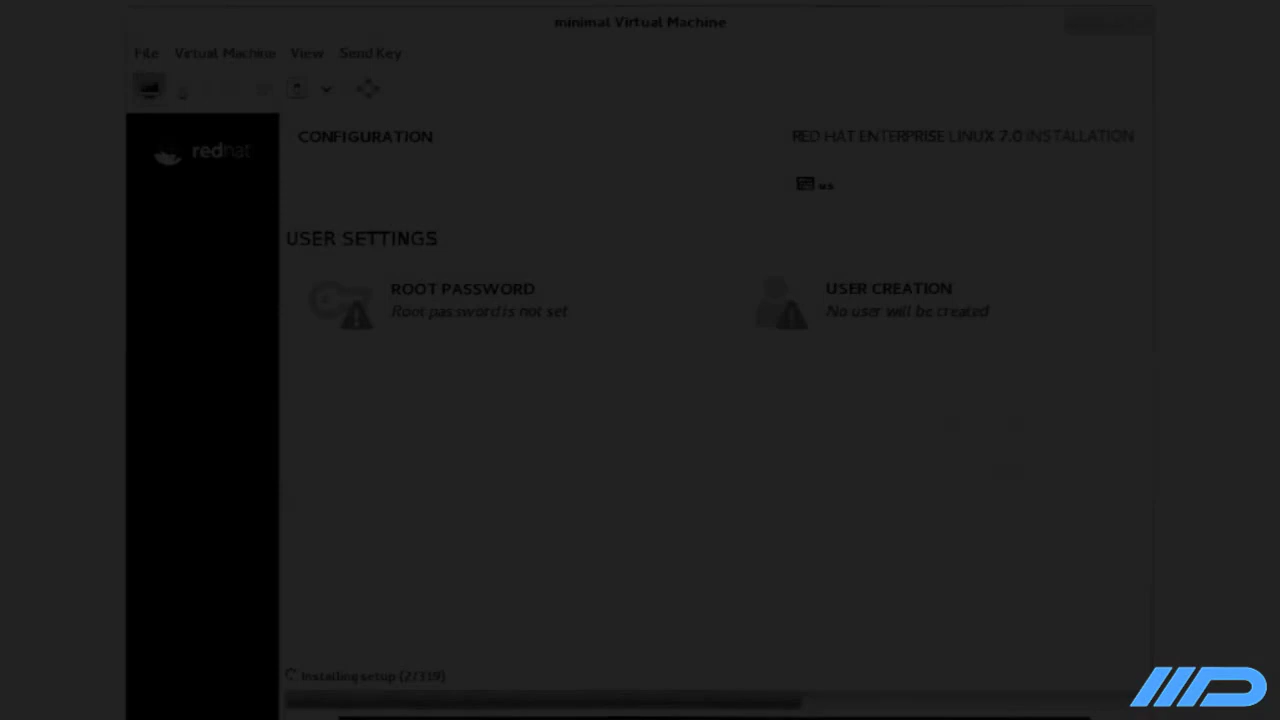 minimal Virtual Machine
File Virtual Machine View Send Key
redhat
CONFIGURATION
RED HAT ENTERPRISE LINUX 7.0 INSTALLATION
us
USER SETTINGS
ROOT PASSWORD
Root password is not set
USER CREATION
No user will be created
Installing setup (2/319)